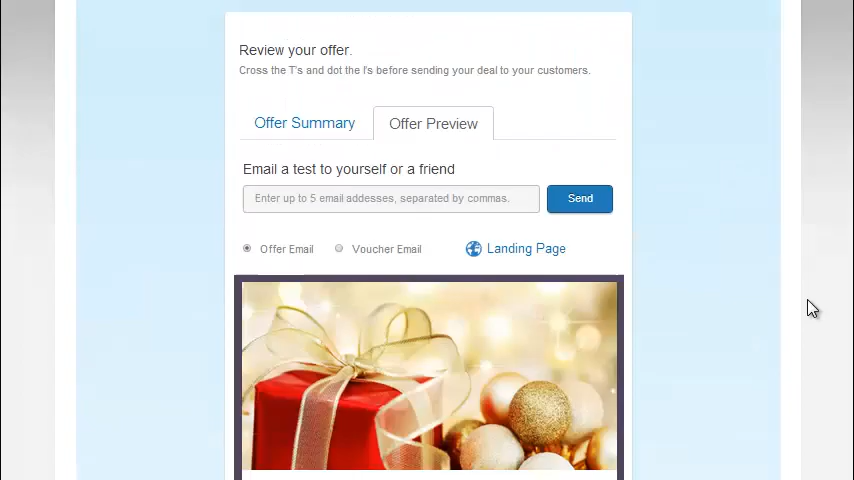 Review your offer.
Cross the T's and dot the I's before sending your deal to your customers.
Offer Summary
Offer Preview
Email a test to yourself or a friend
Enter up to 5 email addesses, separated by commas.
Send
Offer Email
Voucher Email
Landing Page